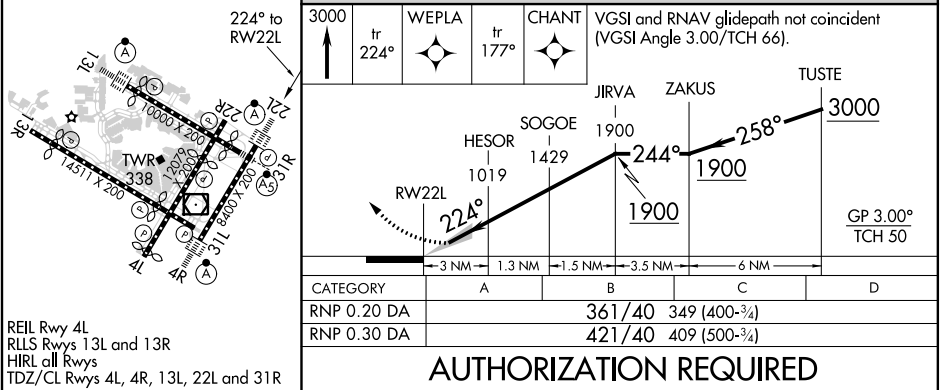 224° to
RW22L
A
13L
P
22R
A
22L
10000 X 200
P
P
13R
P
TWR
338
12079
X 200
P
P
A5
31R
14511 X 200
8400 X 200
P
P
P
31L
4L
4R
A
REIL Rwy 4L
RLLS Rwys 13L and 13R
HIRL all Rwys
TDZ/CL Rwys 4L, 4R, 13L, 22L and 31R
3000
tr
224°
WEPLA
tr
177°
CHANT
VGSI and RNAV glidepath not coincident
(VGSI Angle 3.00/TCH 66).
TUSTE
ZAKUS
JIRVA
3000
SOGOE
1900
258°
HESOR
1429
244°
1900
1019
RW22L
1900
224°
GP 3.00°
TCH 50
3 NM
1.3 NM
1.5 NM
3.5 NM
6 NM
CATEGORY A B C D
RNP 0.20 DA 361/40 349 (400-¾)
RNP 0.30 DA 421/40 409 (500-¾)
AUTHORIZATION REQUIRED